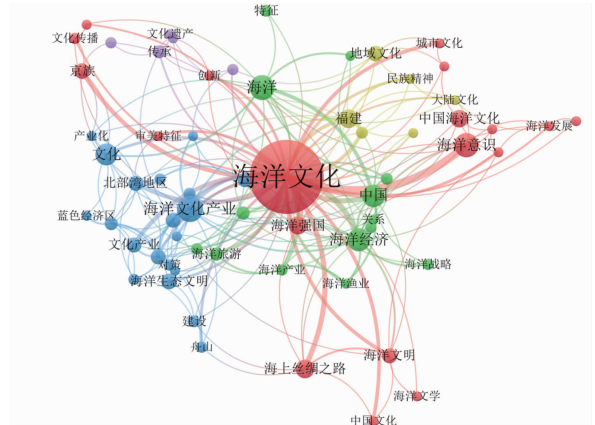 特征
文化遗产
文化传播
传承
城市文化
地域文化
京族
创新
海洋
民族精神
大陆文化
福建
中国海洋文化
海洋发展
产业化
审美特征
海洋意识
文化
海洋文化
北部湾地区
中国
海洋文化产业
蓝色经济区
关系
海洋强国
海洋经济
文化产业
海洋旅游
对策
海洋产业
海洋战略
海洋生态文明
海洋渔业
建设
舟山
海洋文明
海上丝绸之路
海洋文学
中国文化